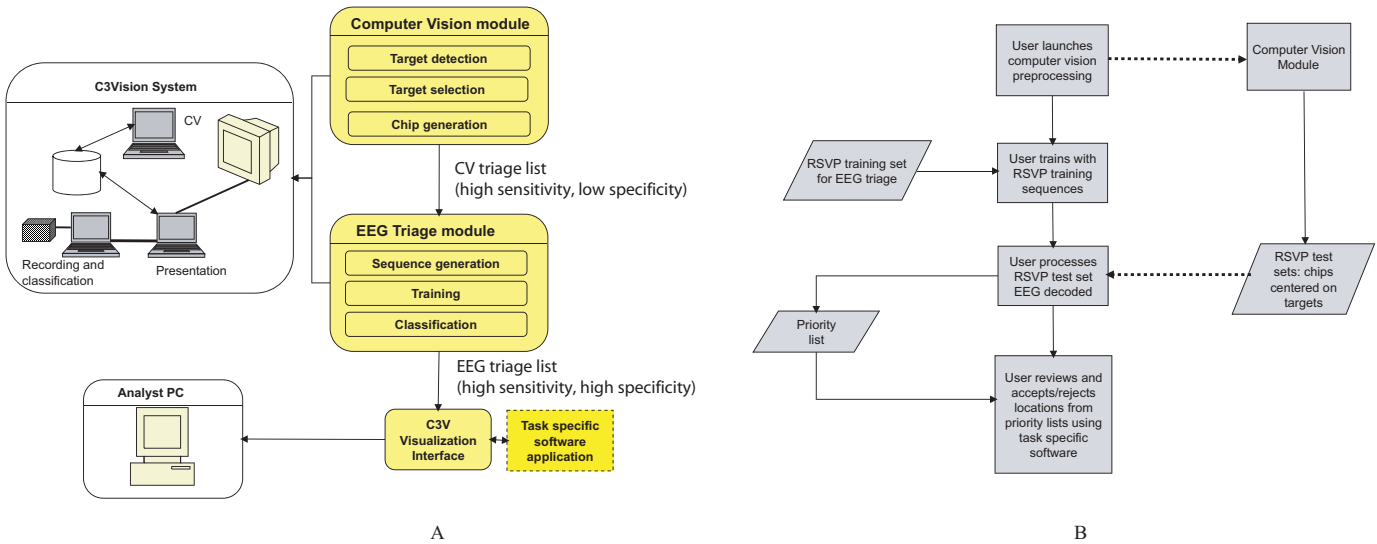 Computer Vision module
Target detection
Target selection
Chip generation
C3Vision System
CV
Recording and
classification
Presentation
CV triage list
(high sensitivity, low specificity)
EEG Triage module
Sequence generation
Training
Classification
EEG triage list
(high sensitivity, high specificity)
Analyst PC
C3V
Visualization
Interface
Task specific
software
application
A
User launches
computer vision
preprocessing
Computer Vision
Module
RSVP training set
for EEG triage
User trains with
RSVP training
sequences
User processes
RSVP test set
EEG decoded
RSVP test
sets: chips
centered on
targets
Priority
list
User reviews and
accepts/rejects
locations from
priority lists using
task specific
software
B